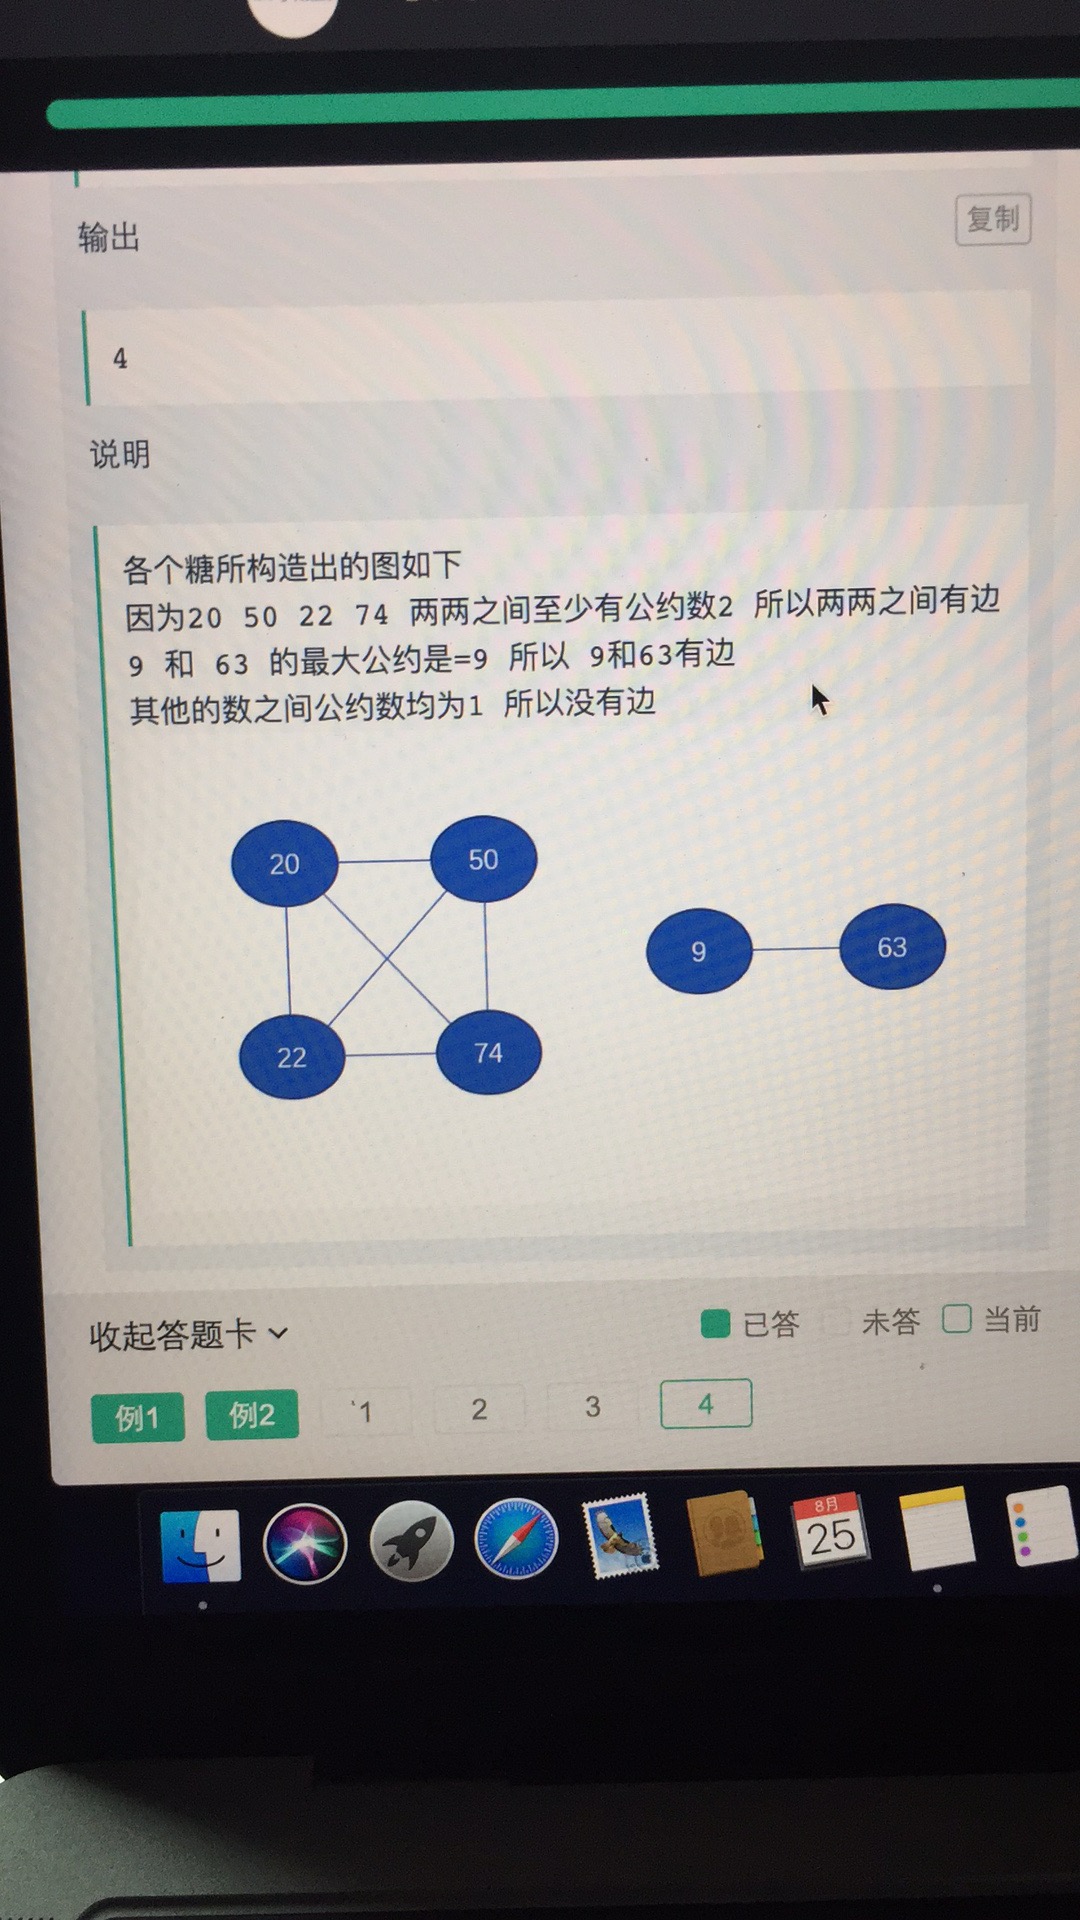 输出
复制
4
说明
各个糖所构造出的图如下
因为20 50 22 74 两两之间至少有公约数2 所以两两之间有边
9 和 63 的最大公约是=9 所以 9和63有边
其他的数之间公约数均为1 所以没有边
20
50
9
63
22
74
收起答题卡
已答
未答
当前
例1
例2
1
2
3
4
8月
25